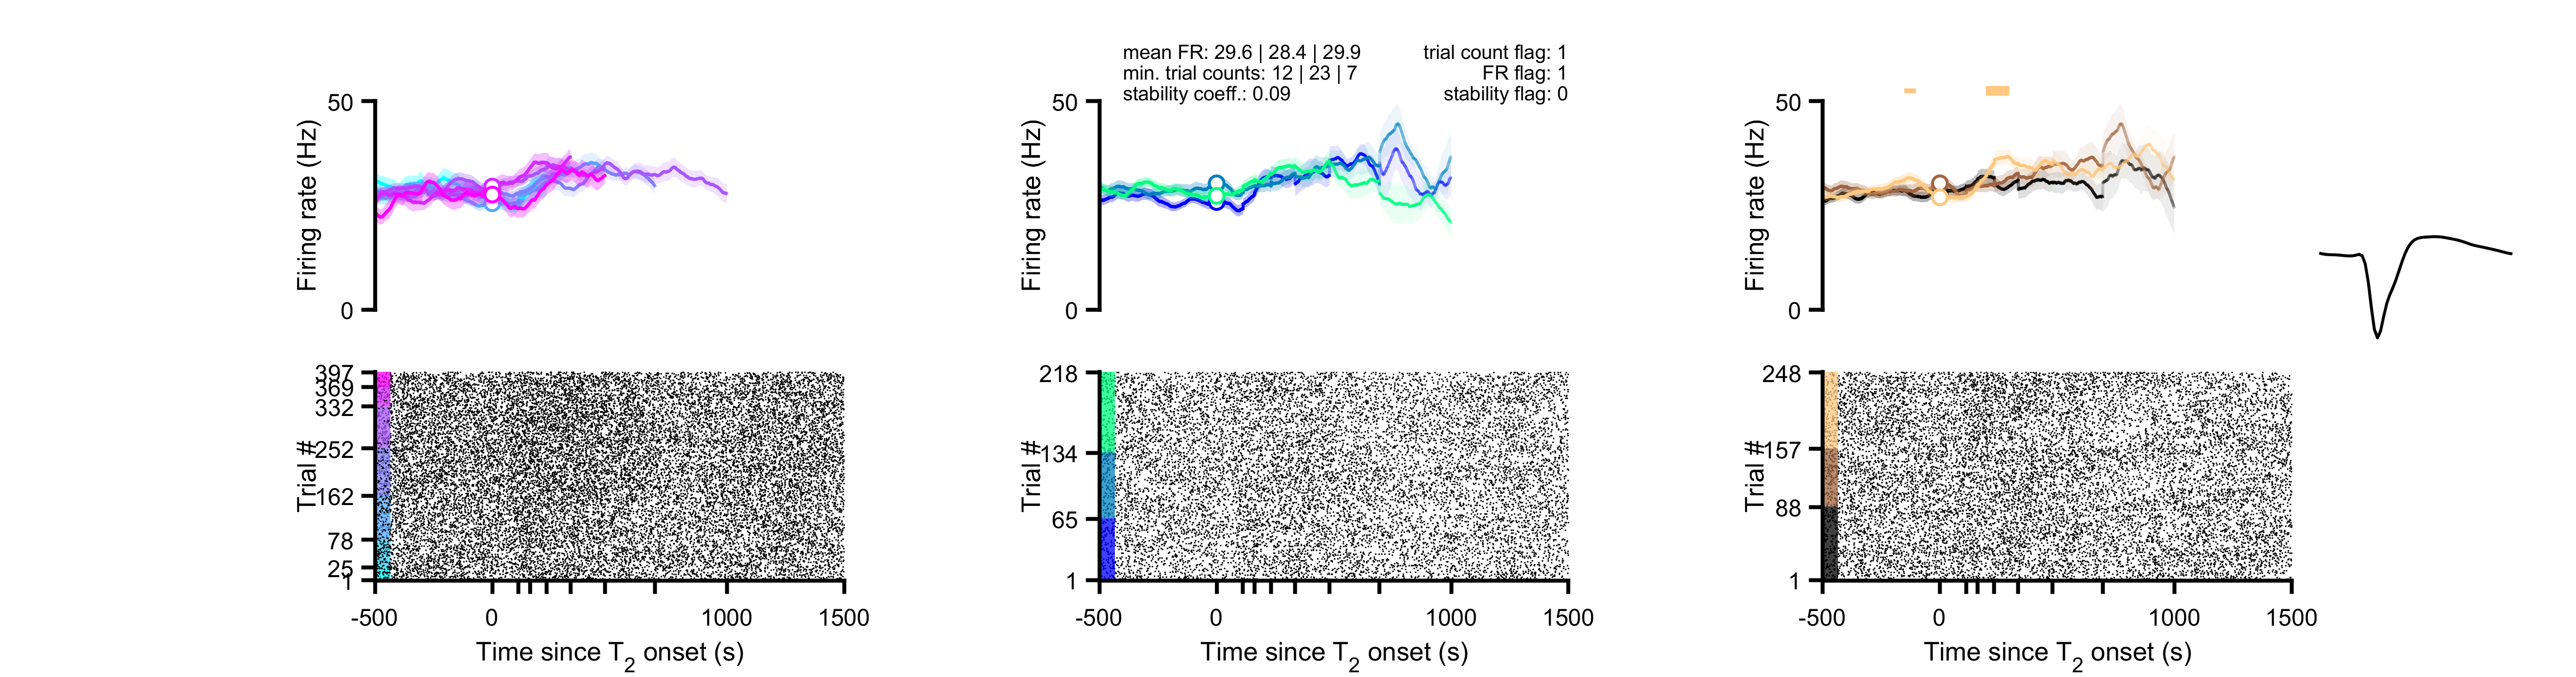 mean FR: 29.6 | 28.4 | 29.9
min. trial counts: 12 | 23 | 7
stability coeff.: 0.09
trial count flag: 1
FR flag: 1
stability flag: 0
50
0
Firing rate (Hz)
50
0
Firing rate (Hz)
50
0
Firing rate (Hz)
397
369
332
252
162
78
25
1
Trial #
-500
0
1000
1500
Time since T2 onset (s)
218
134
65
1
Trial #
-500
0
1000
1500
Time since T2 onset (s)
248
157
88
1
Trial #
-500
0
1000
1500
Time since T2 onset (s)